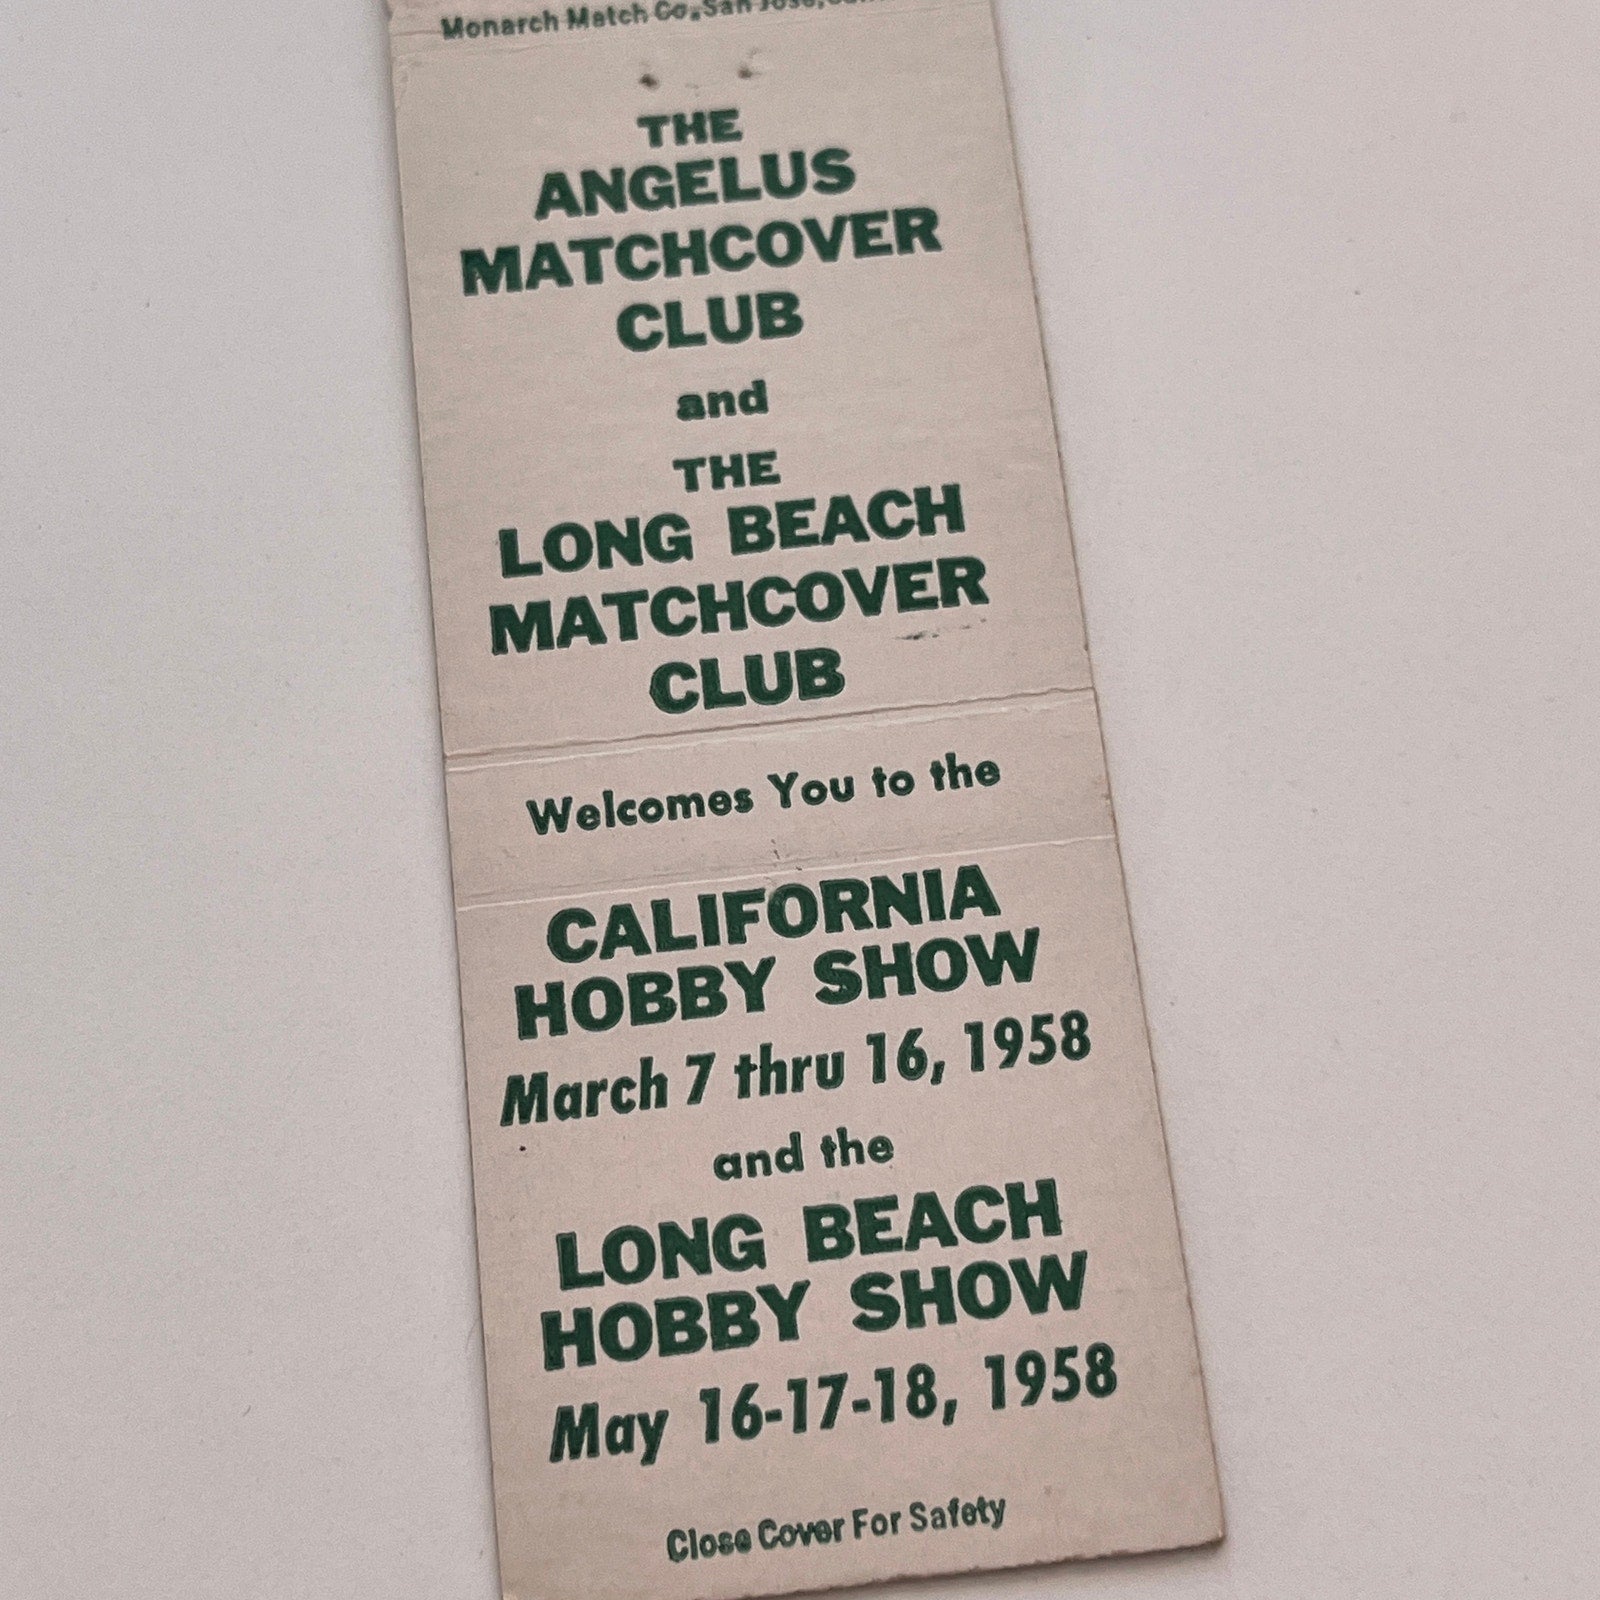 Monarch Match Co., San Jose,
THE
ANGELUS
MATCHCOVER
CLUB
and
THE
LONG BEACH
MATCHCOVER
CLUB
Welcomes You to the
CALIFORNIA
HOBBY SHOW
March 7 thru 16, 1958
and the
LONG BEACH
HOBBY SHOW
May 16-17-18, 1958
Close Cover For Safety